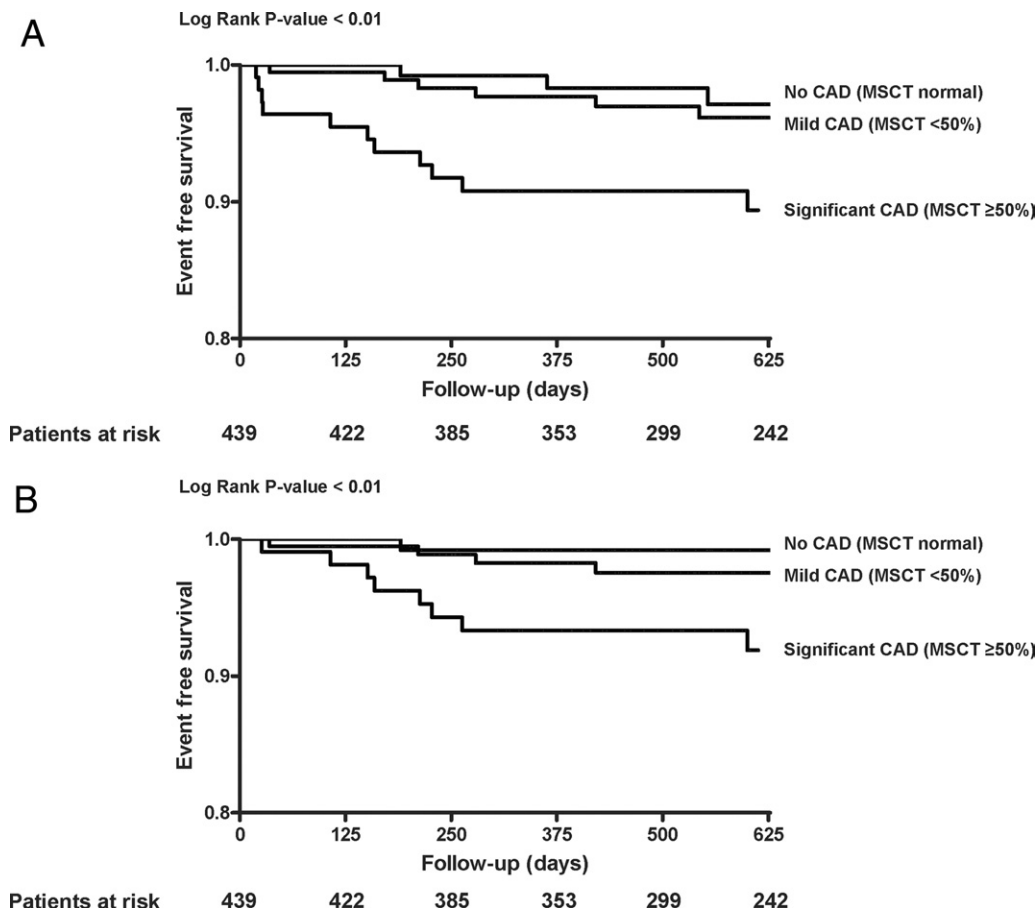 A
Log Rank P-value < 0.01
1.0
No CAD (MSCT normal)
Mild CAD (MSCT <50%)
0.9
Significant CAD (MSCT ≥50%)
Event free survival
0.8
0 125 250 375 500 625
Follow-up (days)
Patients at risk 439 422 385 353 299 242
B
Log Rank P-value < 0.01
1.0
No CAD (MSCT normal)
Mild CAD (MSCT <50%)
Significant CAD (MSCT ≥50%)
0.9
Event free survival
0.8
0 125 250 375 500 625
Follow-up (days)
Patients at risk 439 422 385 353 299 242